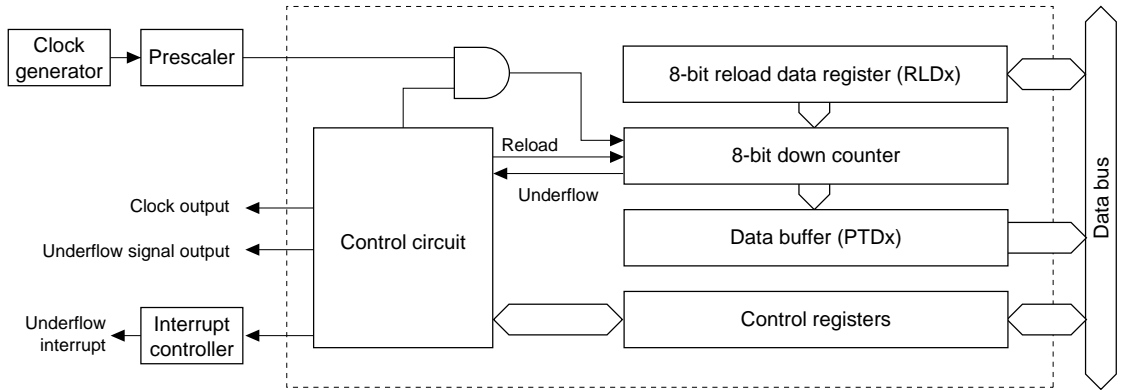 Clock
generator
Prescaler
8-bit reload data register (RLDx)
Reload
8-bit down counter
Underflow
Clock output
Underflow signal output
Control circuit
Data buffer (PTDx)
Data bus
Underflow
interrupt
Interrupt
controller
Control registers